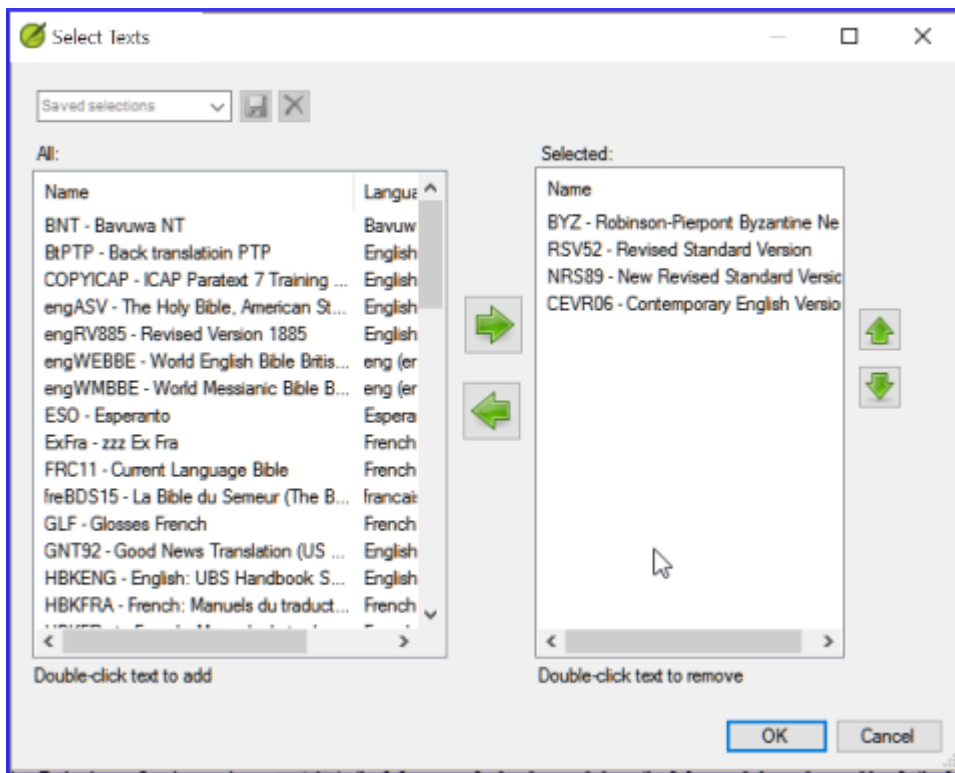 Select Texts
Saved selections
All:
Name Langua
BNT - Bavuwa NT Bavuw
BtPTP - Back translatioin PTP English
COPYICAP - ICAP Paratext 7 Training ... English
engASV - The Holy Bible, American St... English
engRV885 - Revised Version 1885 English
engWEBBE - World English Bible Britis... eng (er
engWMBBE - World Messianic Bible B... eng (er
ESO - Esperanto Espera
ExFra - zzz Ex Fra French
FRC11 - Current Language Bible French
freBDS15 - La Bible du Semeur (The B... francai
GLF - Glosses French French
GNT92 - Good News Translation (US ... English
HBKENG - English: UBS Handbook S... English
HBKFRA - French: Manuels du traduct... French
Double-click text to add
Selected:
Name
BYZ - Robinson-Pierpont Byzantine Ne
RSV52 - Revised Standard Version
NRS89 - New Revised Standard Versic
CEVR06 - Contemporary English Versio
Double-click text to remove
OK Cancel